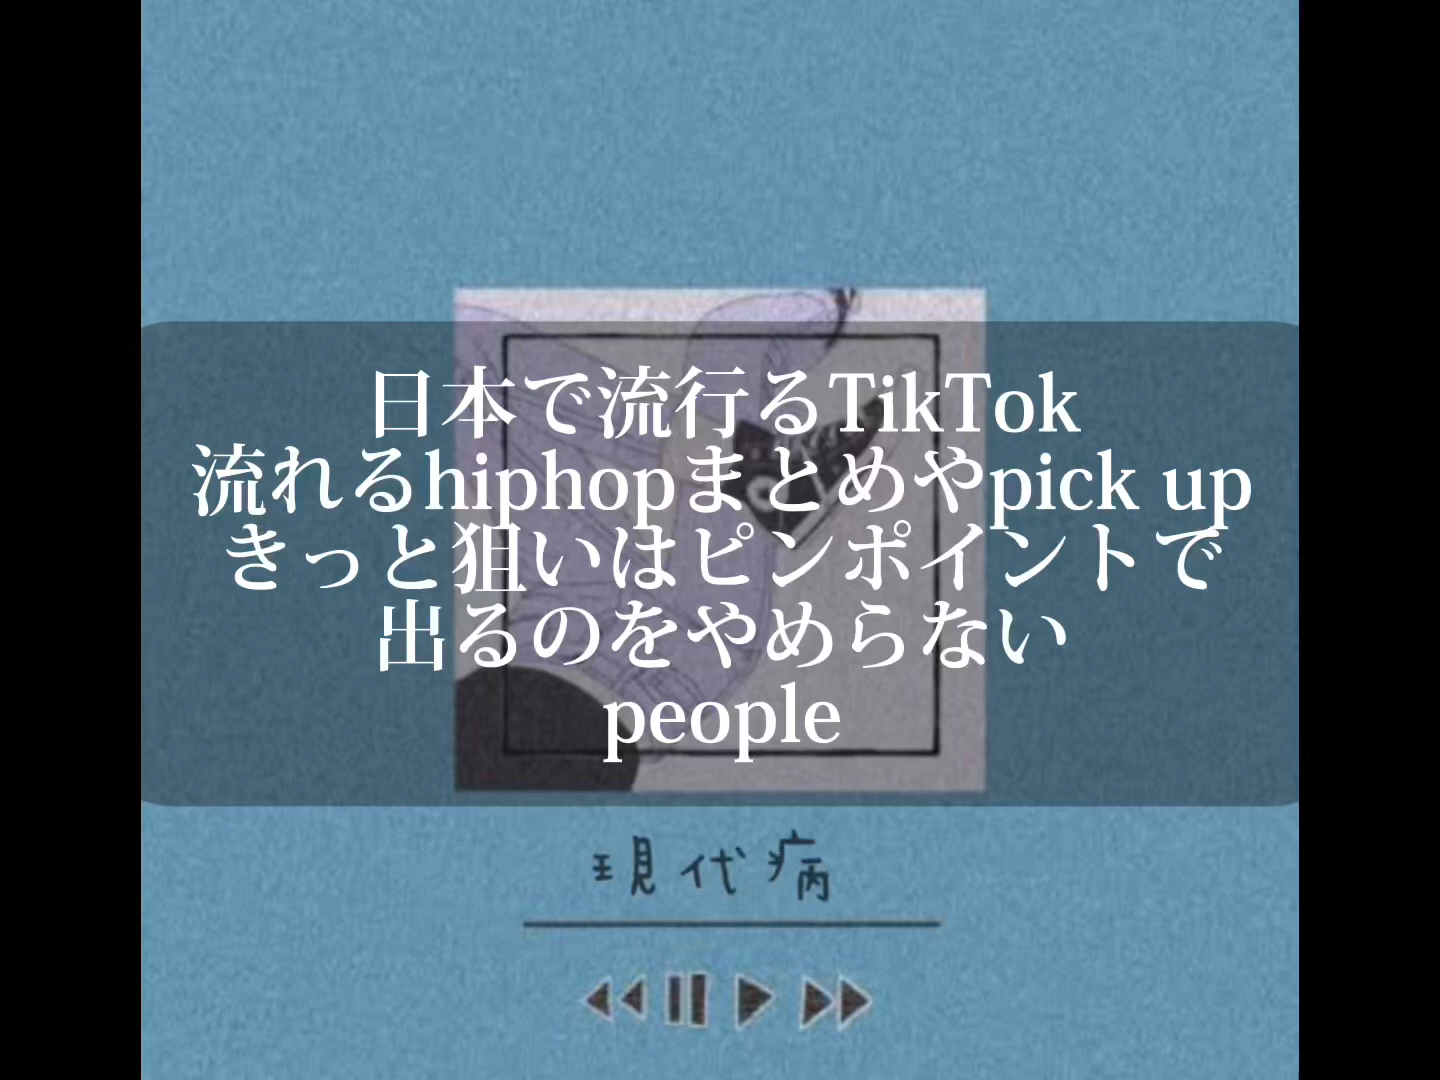 日本で流行るTikTok
流れるhiphopまとめやpick up
きっと狙いはピンポイントで
出るのをやめらない
people
現代病